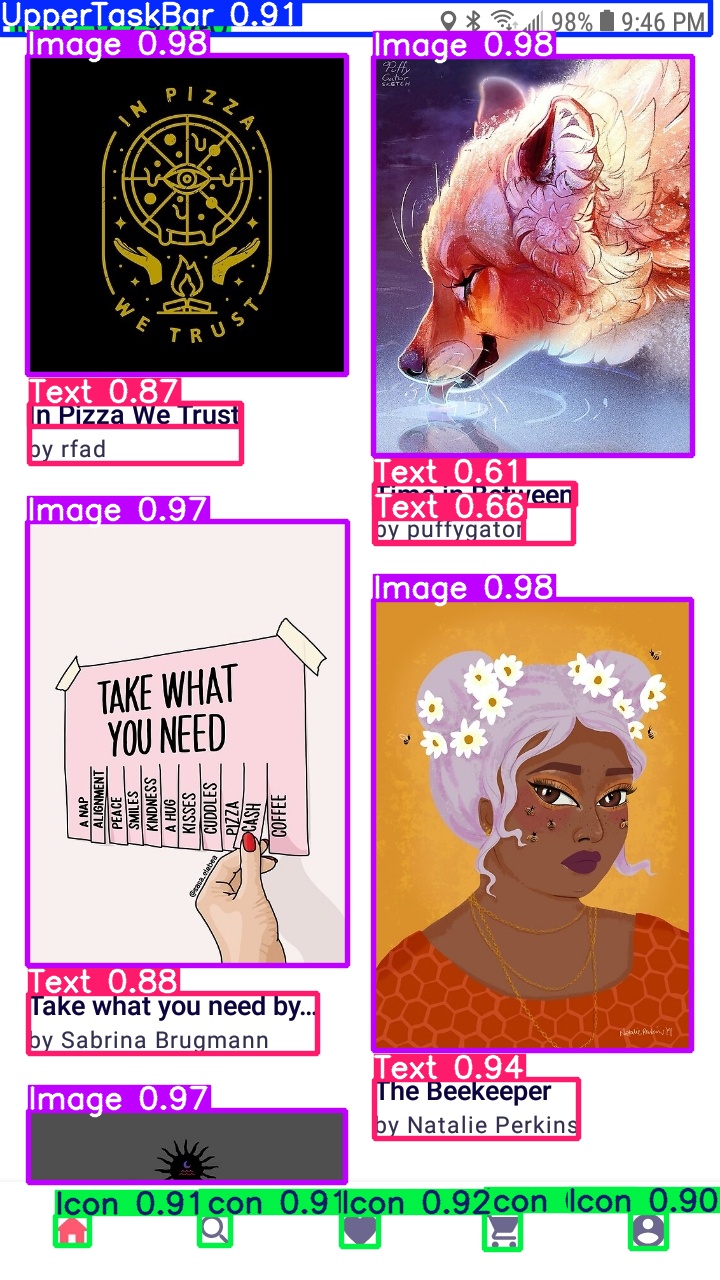 UpperTaskBar 0.91
98% 9:46 PM
Image 0.98
IN PIZZA
WE TRUST
Text 0.87
In Pizza We Trust
by rfad
Image 0.98
Puffy
Gator
SKETCH
Text 0.61
Time in Between
Text 0.66
by puffygator
Image 0.97
TAKE WHAT
YOU NEED
A NAP
ALIGNMENT
PEACE
SMILES
KINDNESS
A HUG
KISSES
CUDDLES
PIZZA
CASH
COFFEE
Text 0.88
Take what you need by...
by Sabrina Brugmann
Image 0.98
Text 0.94
The Beekeeper
by Natalie Perkins
Image 0.97
Icon 0.91
Icon 0.91
Icon 0.92
Icon
Icon 0.90